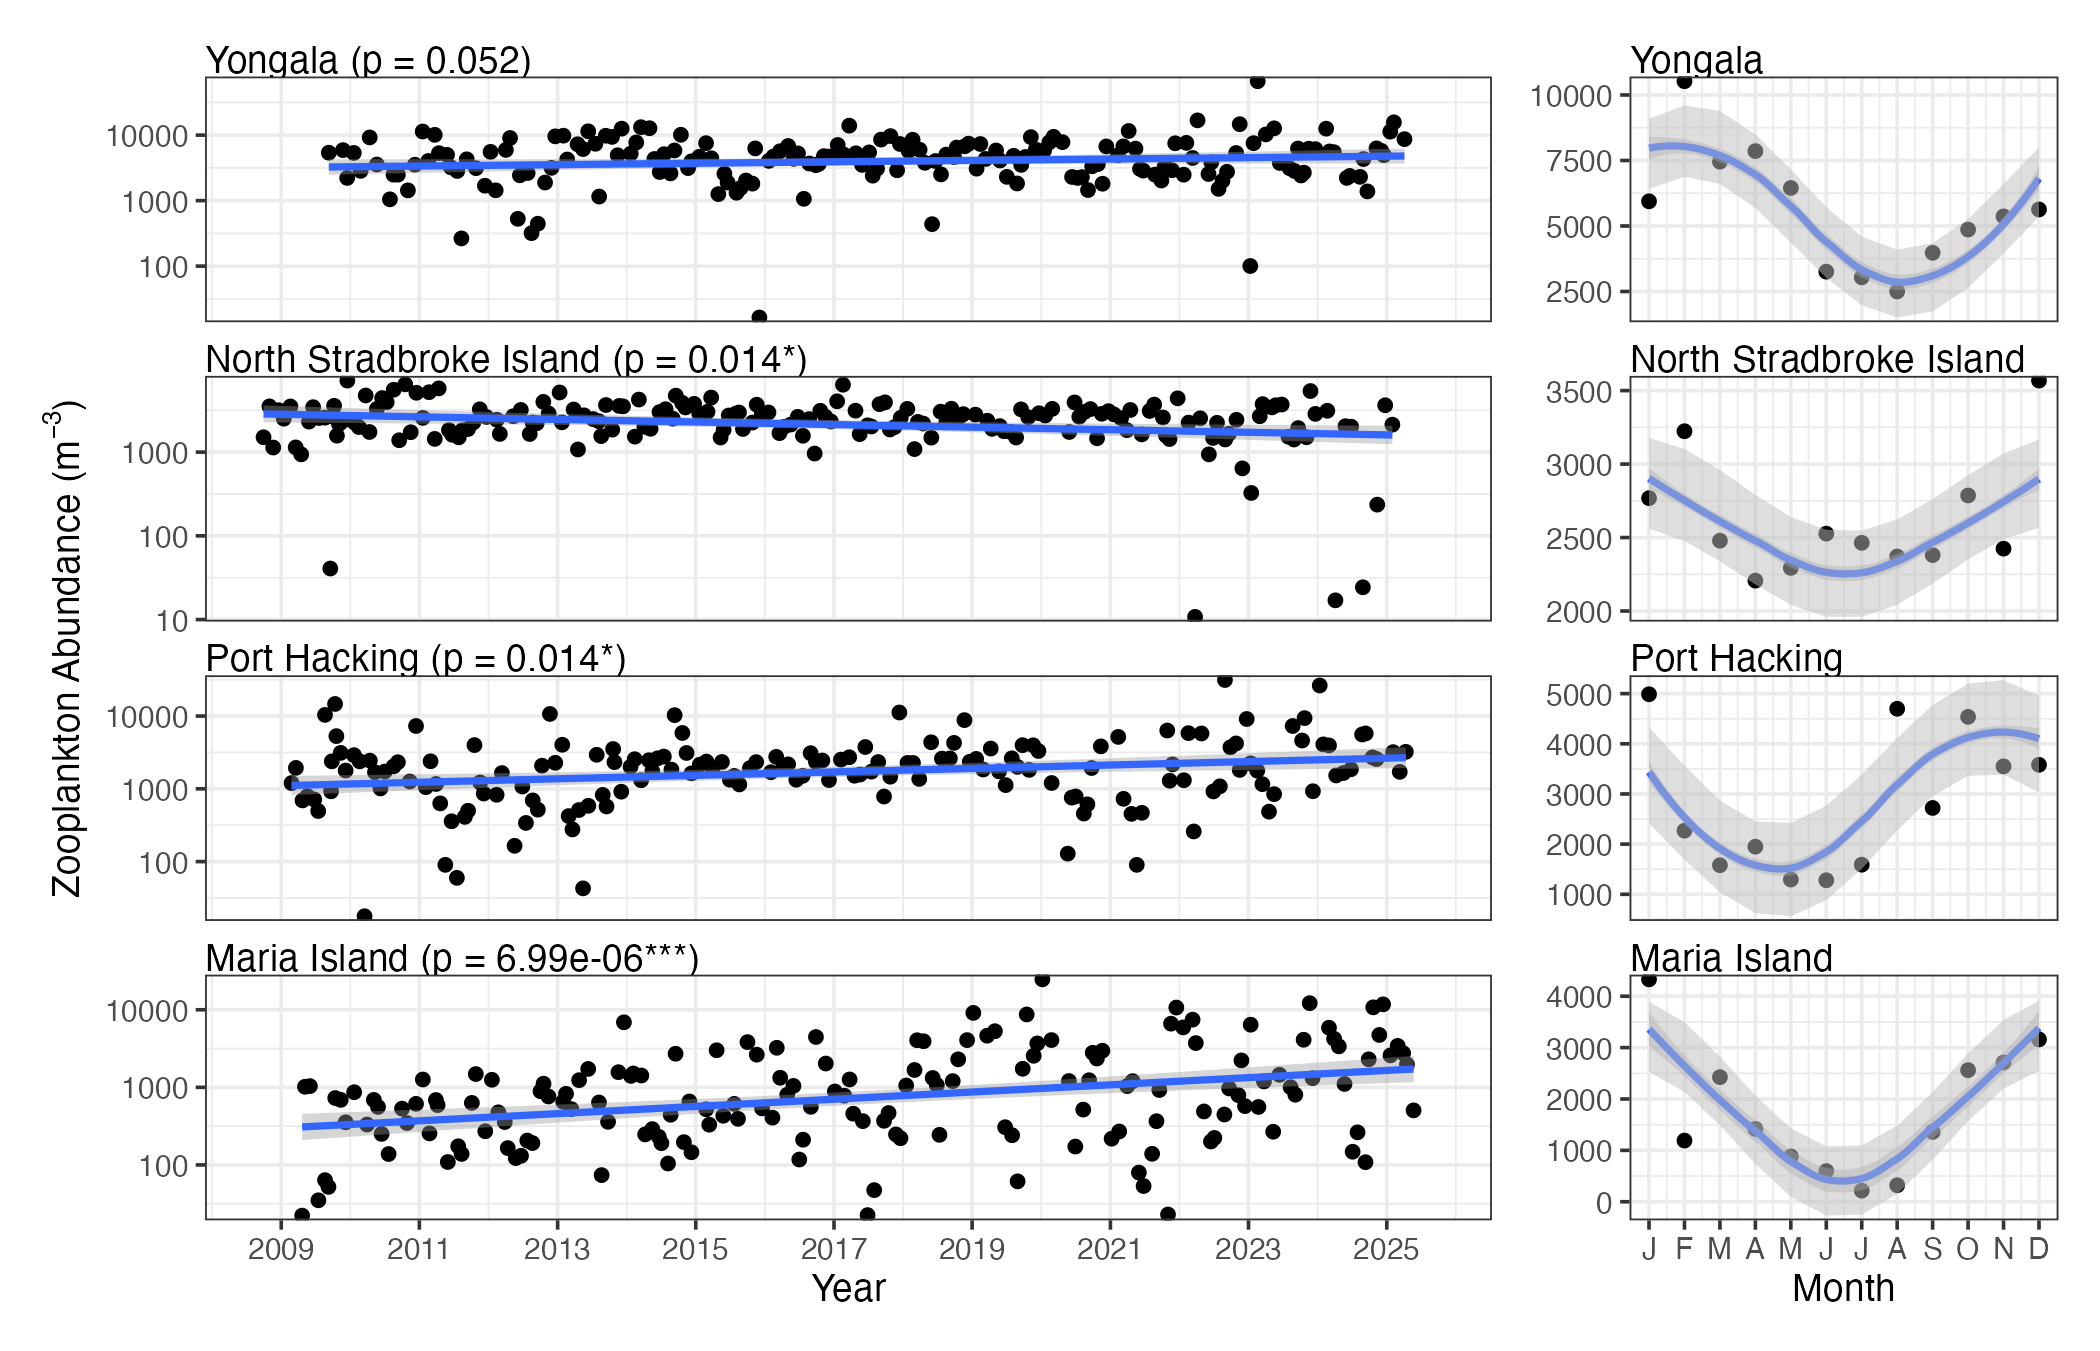 Yongala (p = 0.052)
10000
1000
100
Yongala
10000
7500
5000
2500
North Stradbroke Island (p = 0.014*)
1000
100
10
North Stradbroke Island
3500
3000
2500
2000
Port Hacking (p = 0.014*)
10000
1000
100
Port Hacking
5000
4000
3000
2000
1000
Maria Island (p = 6.99e-06***)
10000
1000
100
Maria Island
4000
3000
2000
1000
0
Zooplankton Abundance (m⁻³)
2009 2011 2013 2015 2017 2019 2021 2023 2025
Year
J F M A M J J A S O N D
Month